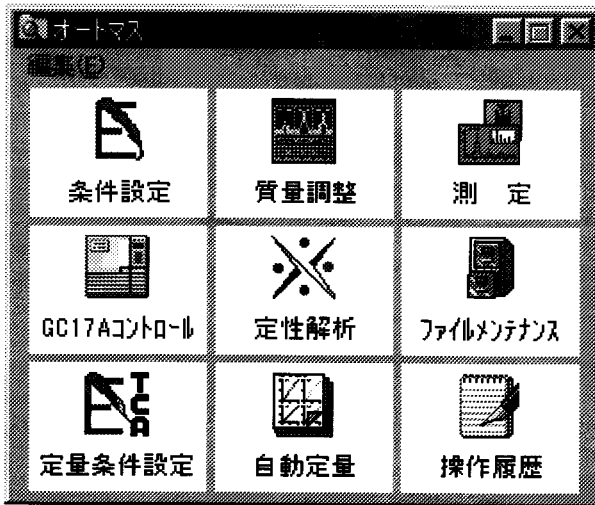 オートマス
編集(E)
条件設定
質量調整
測 定
GC17Aコントロール
定性解析
ファイルメンテナンス
TCA
定量条件設定
自動定量
操作履歴